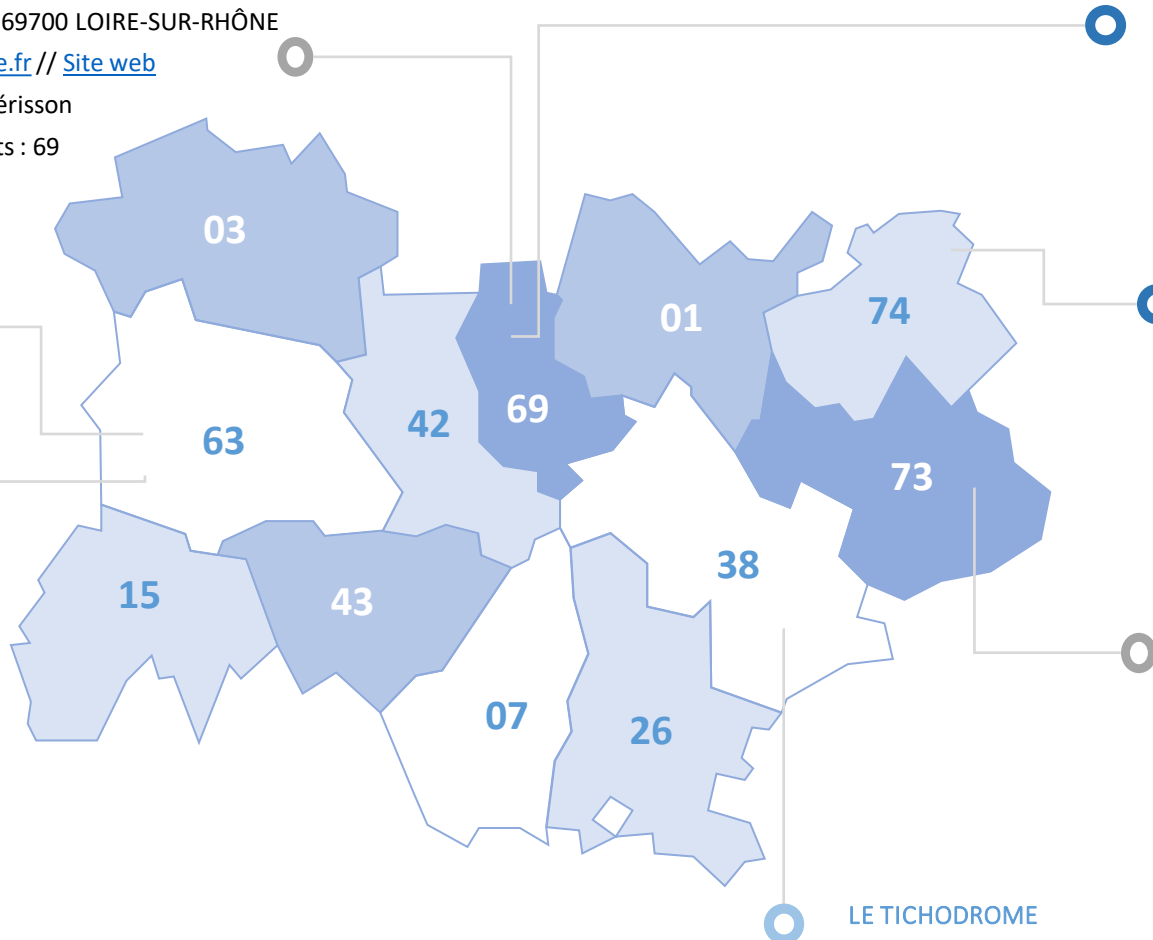 69700 LOIRE-SUR-RHÔNE
e.fr // Site web
érisson
ts : 69
03
01
74
69
42
63
73
38
15
43
07
26
LE TICHODROME